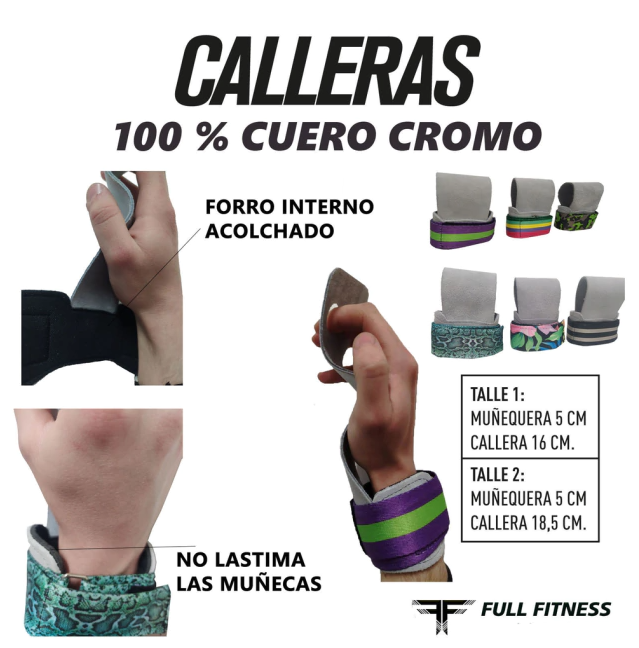 CALLERAS
100 % CUERO CROMO
FORRO INTERNO
ACOLCHADO
TALLE 1:
MUÑEQUERA 5 CM
CALLERA 16 CM.
TALLE 2:
MUÑEQUERA 5 CM
CALLERA 18,5 CM.
NO LASTIMA
LAS MUÑECAS
FULL FITNESS